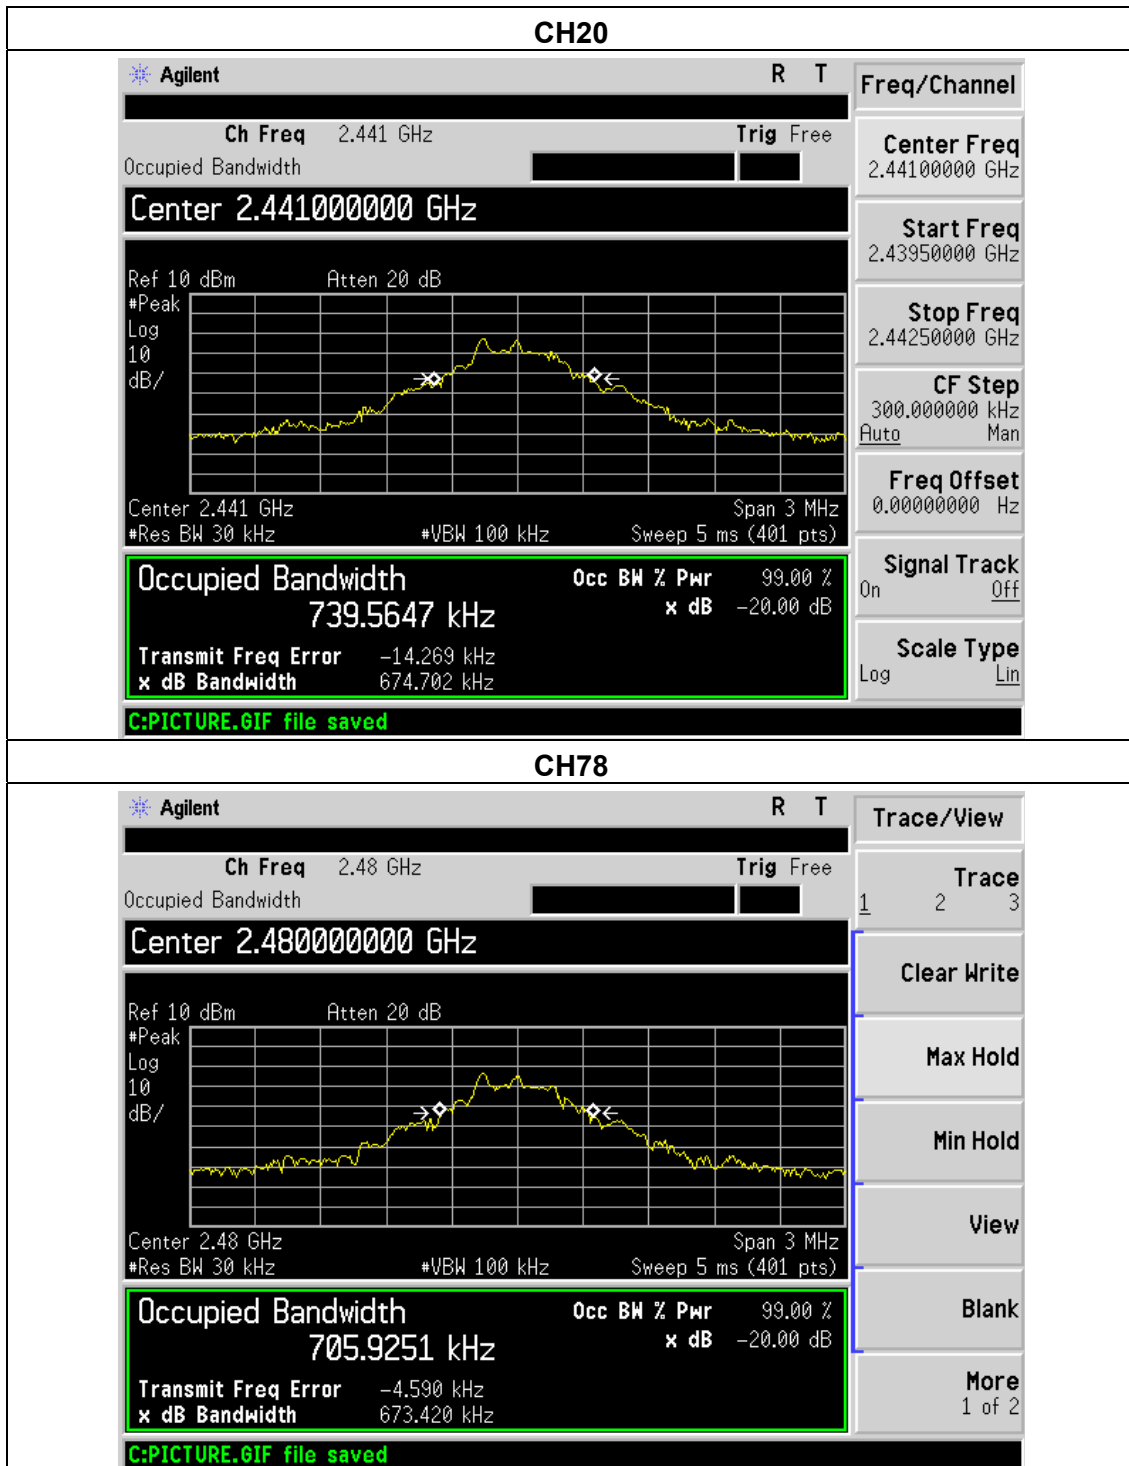 CH20
Agilent R T
Freq/Channel
Ch Freq 2.441 GHz Trig Free
Occupied Bandwidth
Center 2.441000000 GHz
Ref 10 dBm Atten 20 dB
#Peak
Log
10
dB/
Center 2.441 GHz Span 3 MHz
#Res BW 30 kHz #VBW 100 kHz Sweep 5 ms (401 pts)
Occupied Bandwidth Occ BW % Pwr 99.00 %
739.5647 kHz x dB -20.00 dB
Transmit Freq Error -14.269 kHz
x dB Bandwidth 674.702 kHz
C:PICTURE.GIF file saved
Center Freq
2.44100000 GHz
Start Freq
2.43950000 GHz
Stop Freq
2.44250000 GHz
CF Step
300.000000 kHz
Auto Man
Freq Offset
0.00000000 Hz
Signal Track
On Off
Scale Type
Log Lin
CH78
Agilent R T
Trace/View
Ch Freq 2.48 GHz Trig Free
Occupied Bandwidth
Center 2.480000000 GHz
Ref 10 dBm Atten 20 dB
#Peak
Log
10
dB/
Center 2.48 GHz Span 3 MHz
#Res BW 30 kHz #VBW 100 kHz Sweep 5 ms (401 pts)
Occupied Bandwidth Occ BW % Pwr 99.00 %
705.9251 kHz x dB -20.00 dB
Transmit Freq Error -4.590 kHz
x dB Bandwidth 673.420 kHz
C:PICTURE.GIF file saved
Trace
1 2 3
Clear Write
Max Hold
Min Hold
View
Blank
More
1 of 2